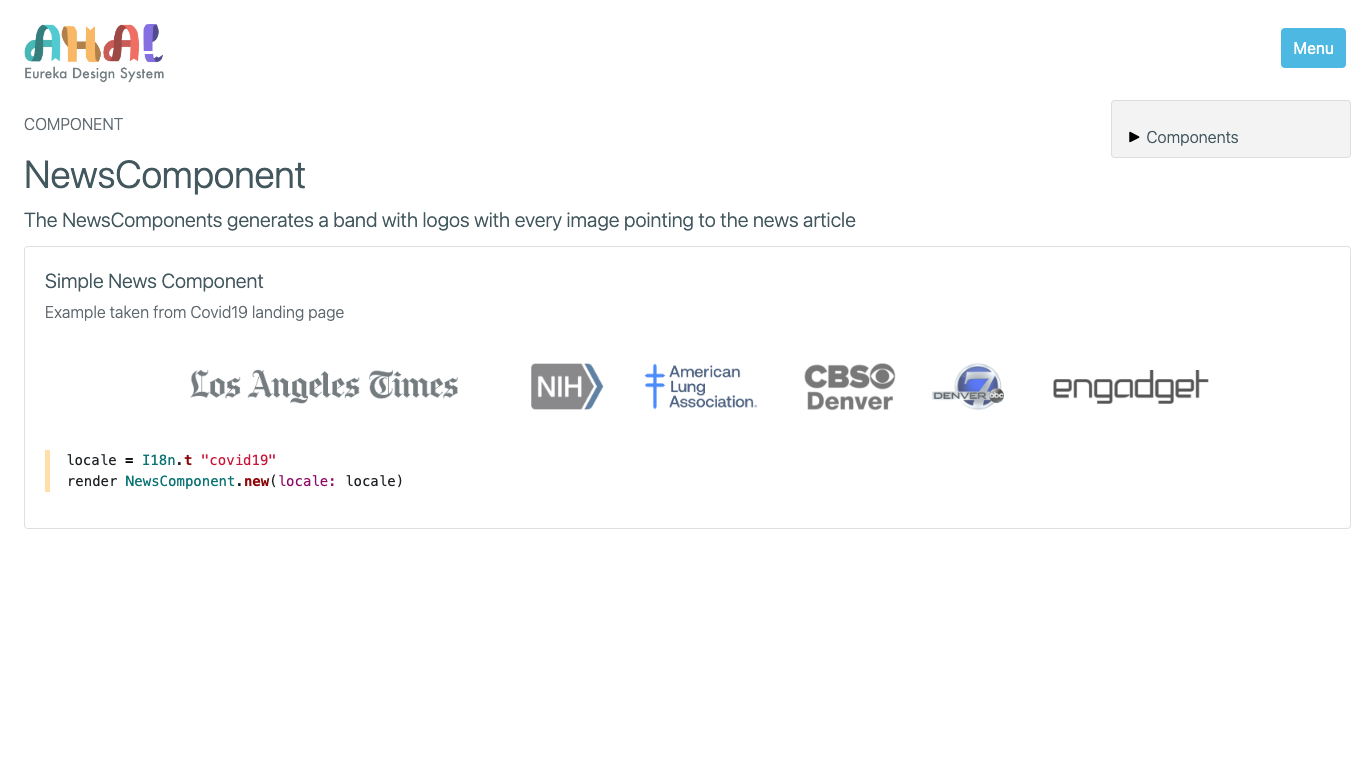 AHA!
Eureka Design System
Menu
COMPONENT
▶ Components
NewsComponent
The NewsComponents generates a band with logos with every image pointing to the news article
Simple News Component
Example taken from Covid19 landing page
Los Angeles Times
NIH
American
Lung
Association.
CBS
Denver
7
DENVER abc
engadget
locale = I18n.t "covid19"
render NewsComponent.new(locale: locale)